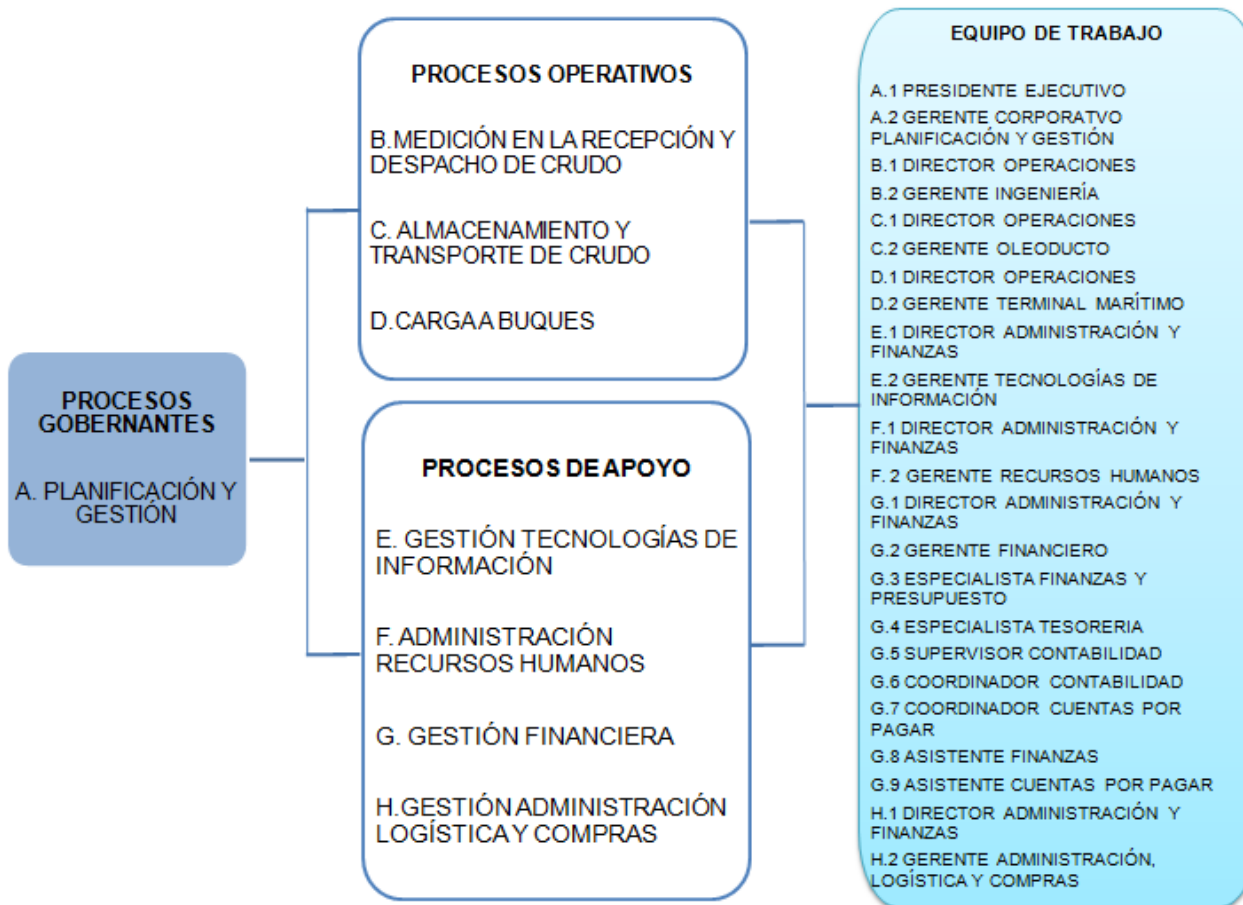 PROCESOS
GOBERNANTES
A. PLANIFICACIÓN Y
GESTIÓN
PROCESOS OPERATIVOS
B.MEDICIÓN EN LA RECEPCIÓN Y
DESPACHO DE CRUDO
C. ALMACENAMIENTO Y
TRANSPORTE DE CRUDO
D.CARGA A BUQUES
PROCESOS DE APOYO
E. GESTIÓN TECNOLOGÍAS DE
INFORMACIÓN
F. ADMINISTRACIÓN
RECURSOS HUMANOS
G. GESTIÓN FINANCIERA
H.GESTIÓN ADMINISTRACIÓN
LOGÍSTICA Y COMPRAS
EQUIPO DE TRABAJO
A.1 PRESIDENTE EJECUTIVO
A.2 GERENTE CORPORATVO
PLANIFICACIÓN Y GESTIÓN
B.1 DIRECTOR OPERACIONES
B.2 GERENTE INGENIERÍA
C.1 DIRECTOR OPERACIONES
C.2 GERENTE OLEODUCTO
D.1 DIRECTOR OPERACIONES
D.2 GERENTE TERMINAL MARÍTIMO
E.1 DIRECTOR ADMINISTRACIÓN Y
FINANZAS
E.2 GERENTE TECNOLOGÍAS DE
INFORMACIÓN
F.1 DIRECTOR ADMINISTRACIÓN Y
FINANZAS
F. 2 GERENTE RECURSOS HUMANOS
G.1 DIRECTOR ADMINISTRACIÓN Y
FINANZAS
G.2 GERENTE FINANCIERO
G.3 ESPECIALISTA FINANZAS Y
PRESUPUESTO
G.4 ESPECIALISTA TESORERIA
G.5 SUPERVISOR CONTABILIDAD
G.6 COORDINADOR CONTABILIDAD
G.7 COORDINADOR CUENTAS POR
PAGAR
G.8 ASISTENTE FINANZAS
G.9 ASISTENTE CUENTAS POR PAGAR
H.1 DIRECTOR ADMINISTRACIÓN Y
FINANZAS
H.2 GERENTE ADMINISTRACIÓN,
LOGÍSTICA Y COMPRAS